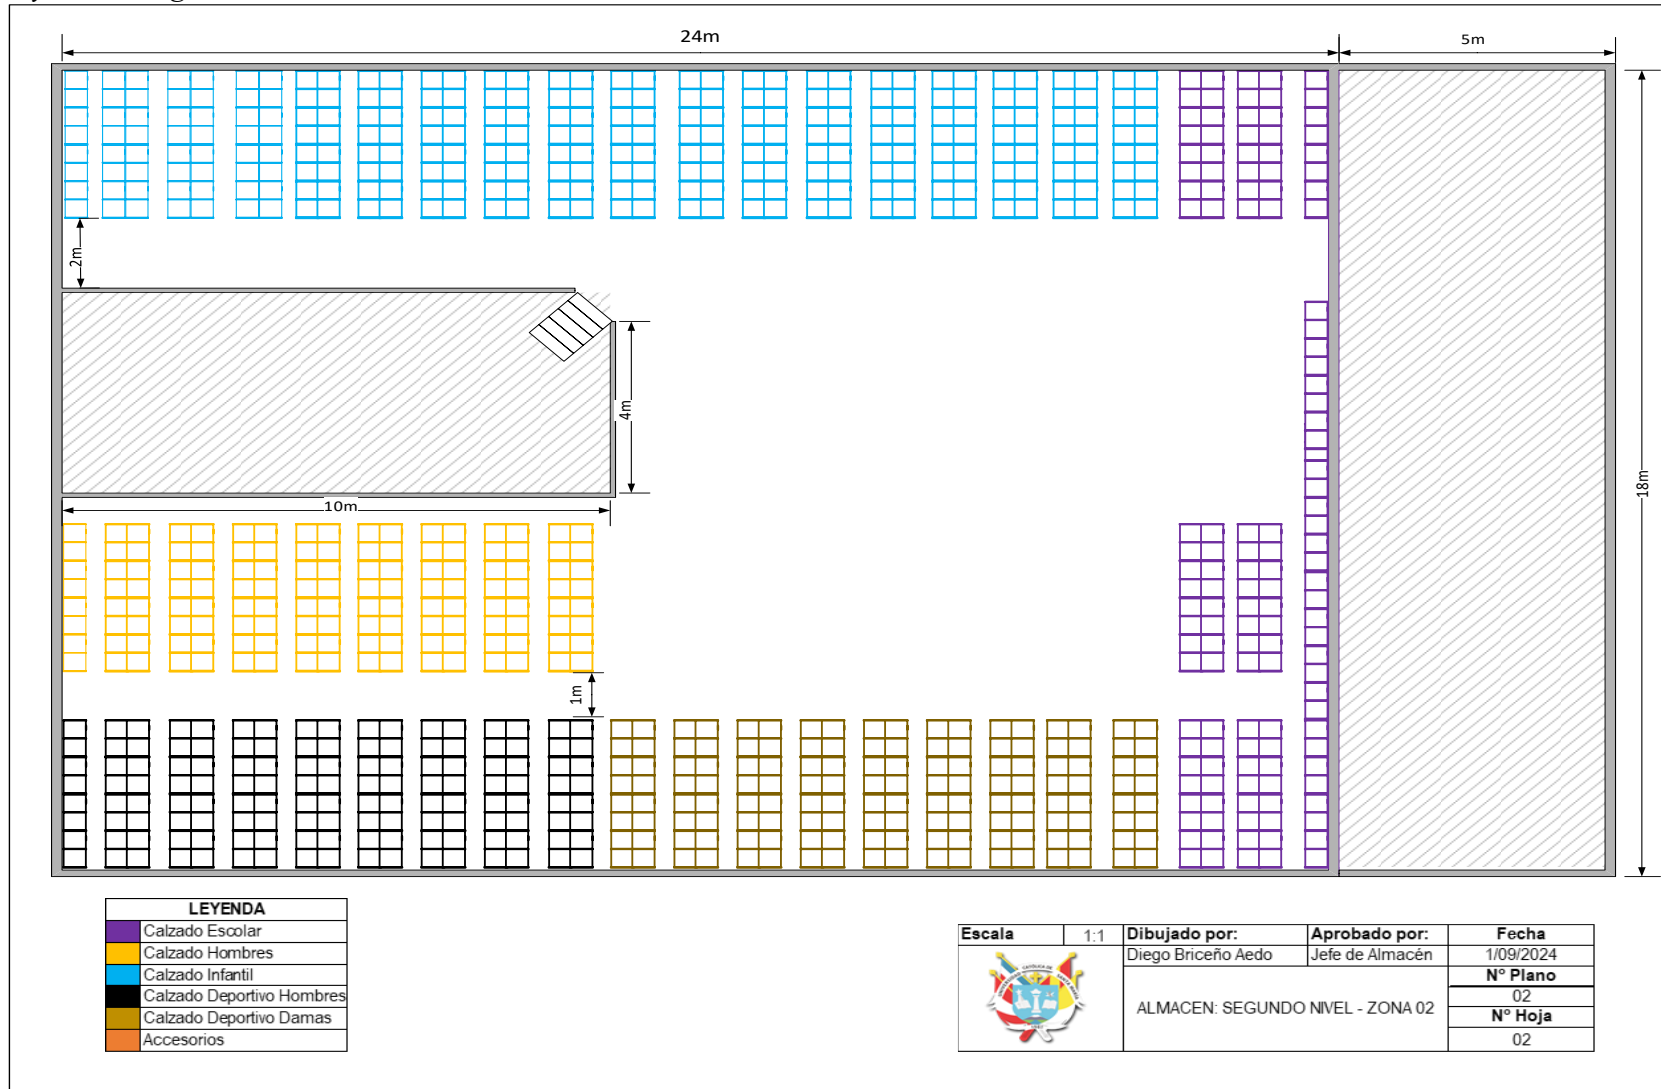 24m
5m
2m
4m
18m
10m
1m
LEYENDA
Calzado Escolar
Calzado Hombres
Calzado Infantil
Calzado Deportivo Hombres
Calzado Deportivo Damas
Accesorios
Escala 1:1 Dibujado por: Aprobado por: Fecha
Diego Briceño Aedo Jefe de Almacén 1/09/2024
Nº Plano
02
ALMACEN: SEGUNDO NIVEL - ZONA 02
Nº Hoja
02